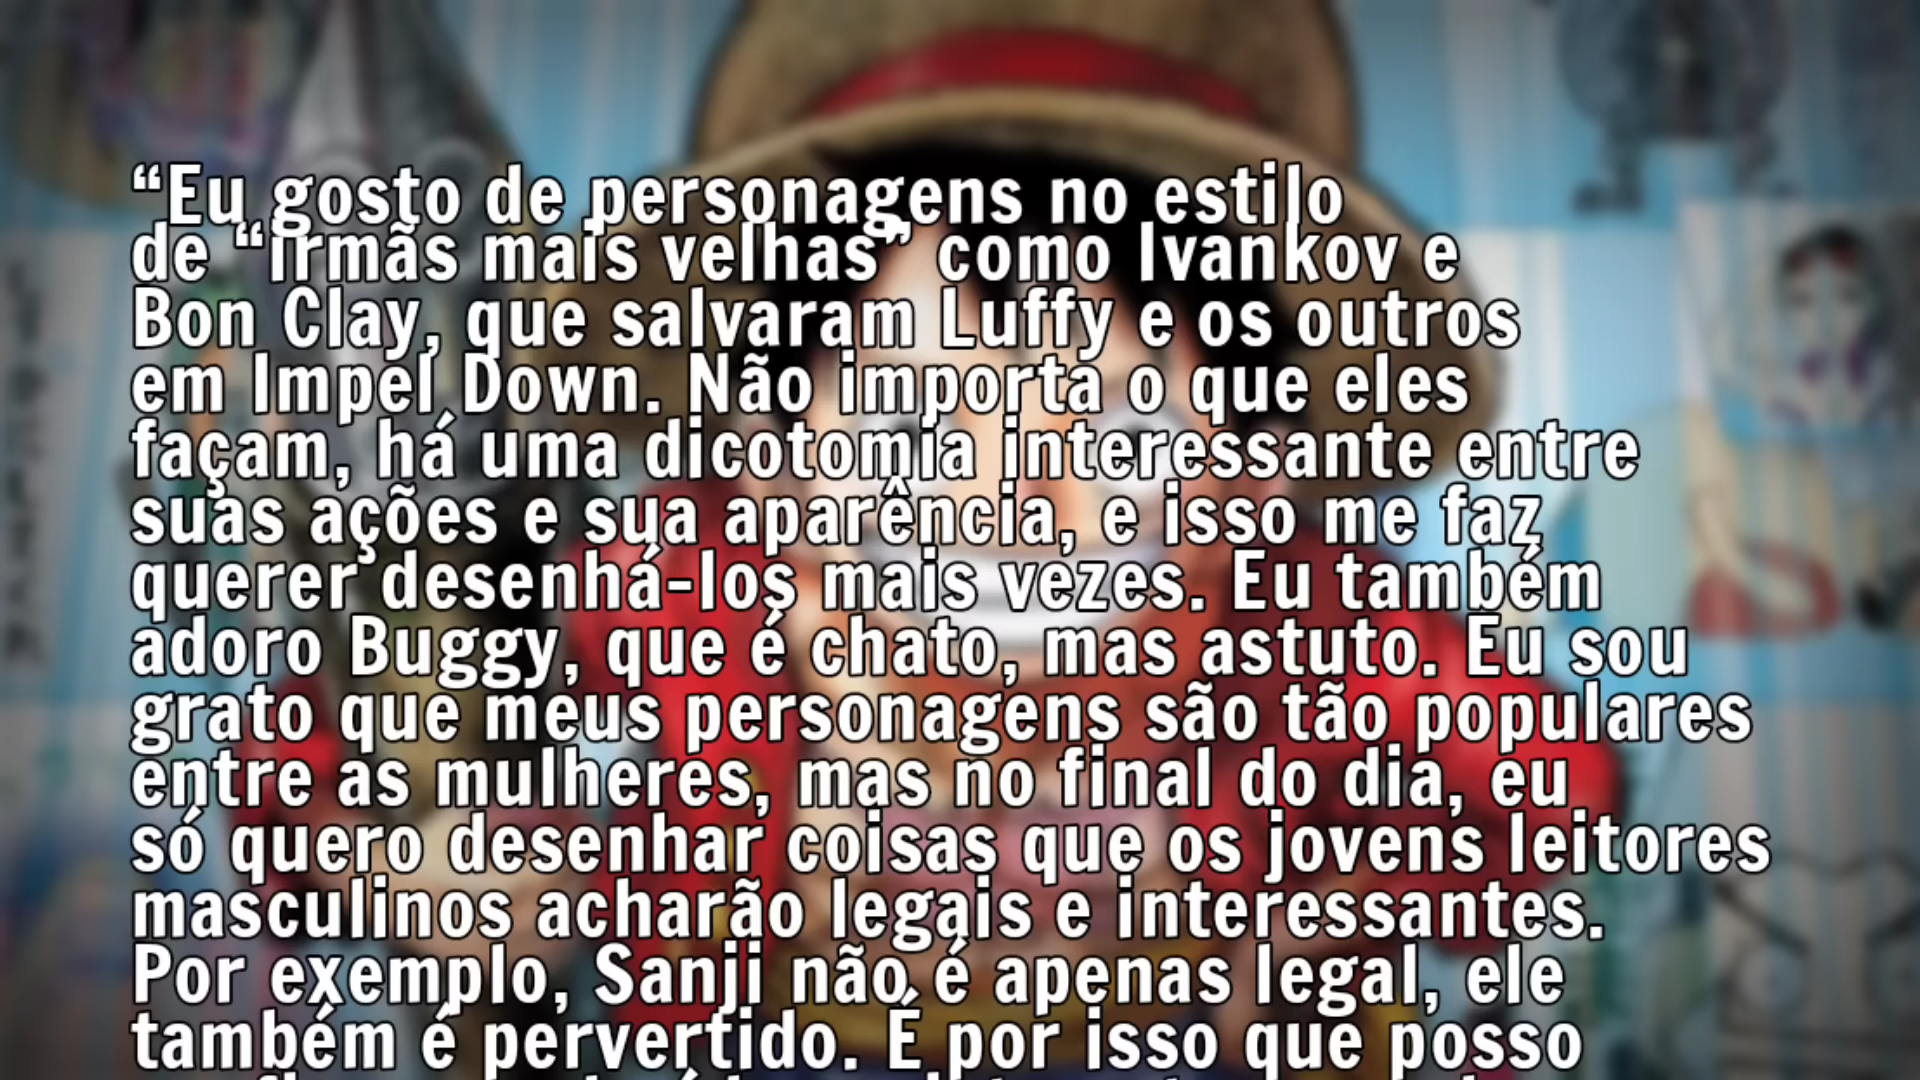 “Eu gosto de personagens no estilo
de “irmãs mais velhas” como Ivankov e
Bon Clay, que salvaram Luffy e os outros
em Impel Down. Não importa o que eles
façam, há uma dicotomia interessante entre
suas ações e sua aparência, e isso me faz
querer desenhá-los mais vezes. Eu também
adoro Buggy, que é chato, mas astuto. Eu sou
grato que meus personagens são tão populares
entre as mulheres, mas no final do dia, eu
só quero desenhar coisas que os jovens leitores
masculinos acharão legais e interessantes.
Por exemplo, Sanji não é apenas legal, ele
também é pervertido. É por isso que posso